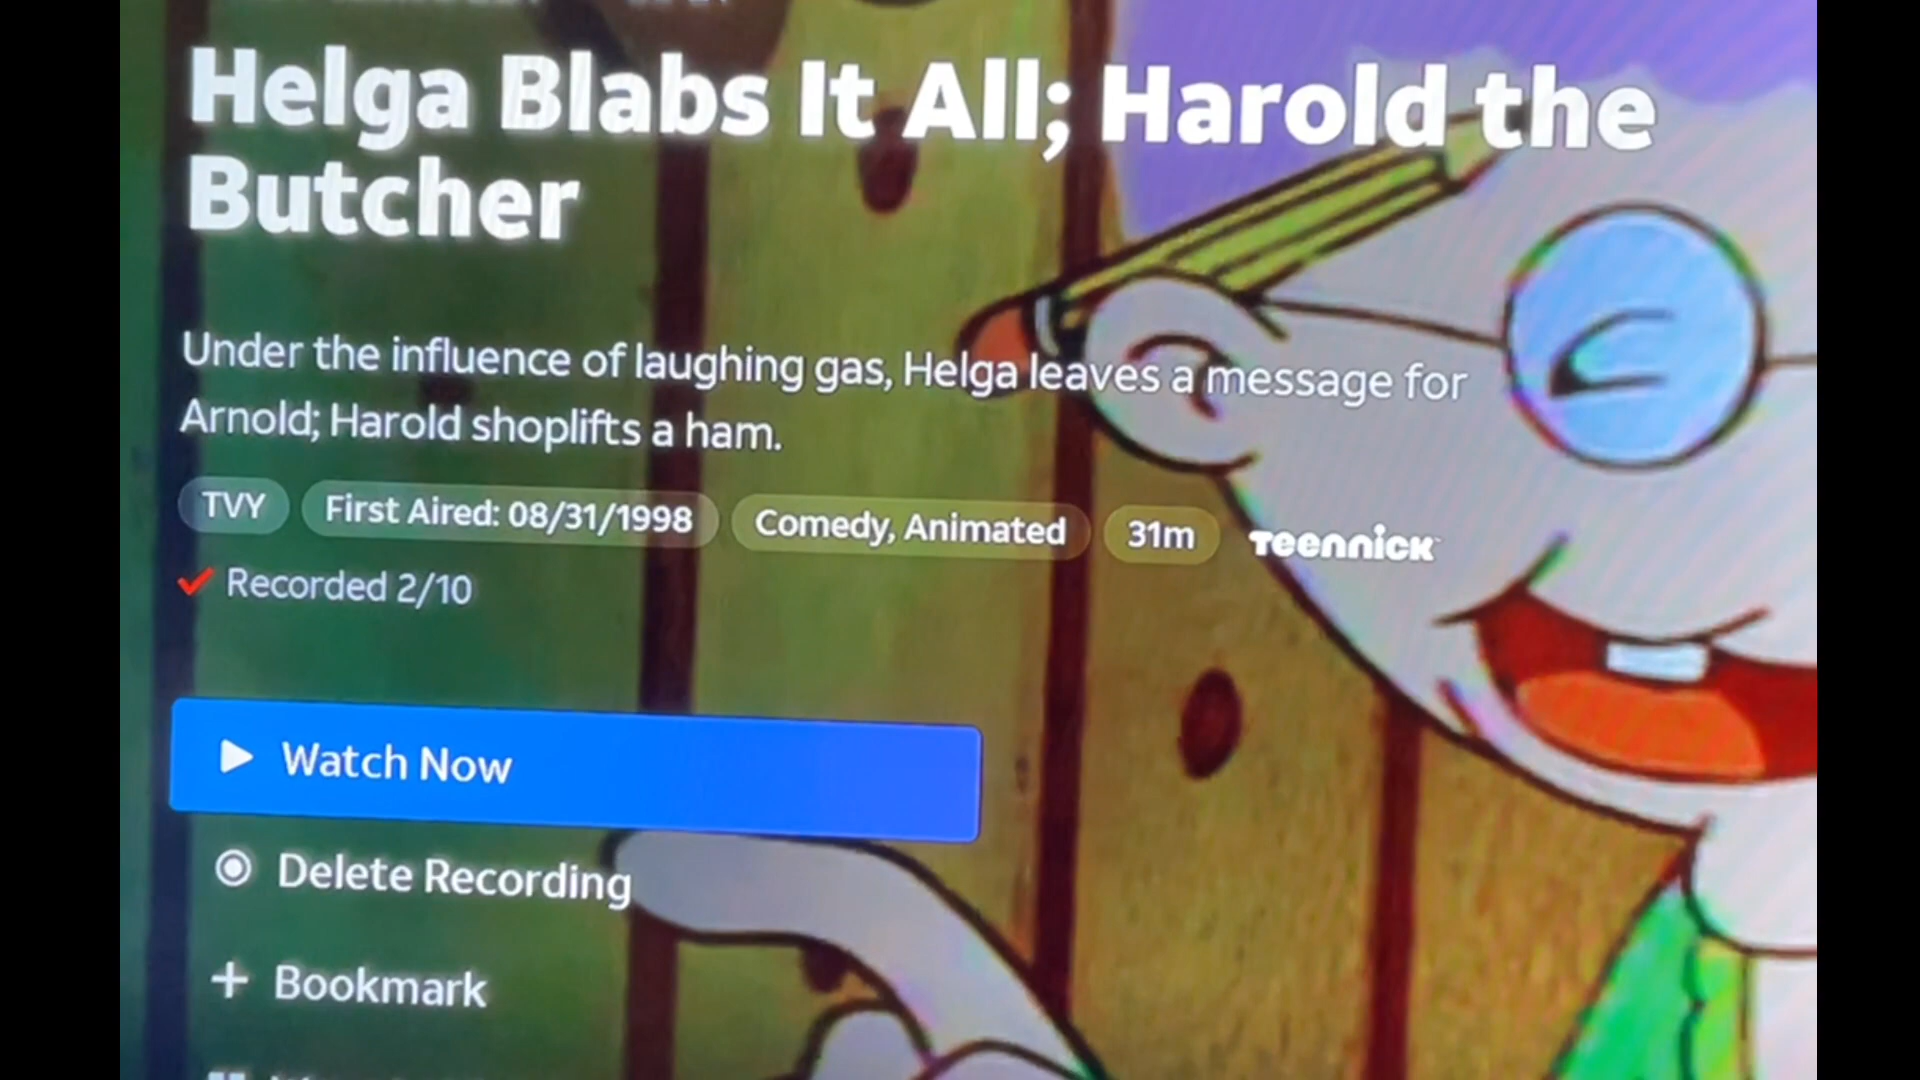 Helga Blabs It All; Harold the
Butcher
Under the influence of laughing gas, Helga leaves a message for
Arnold; Harold shoplifts a ham.
TVY First Aired: 08/31/1998 Comedy, Animated 31m TeenNick
Recorded 2/10
Watch Now
Delete Recording
Bookmark